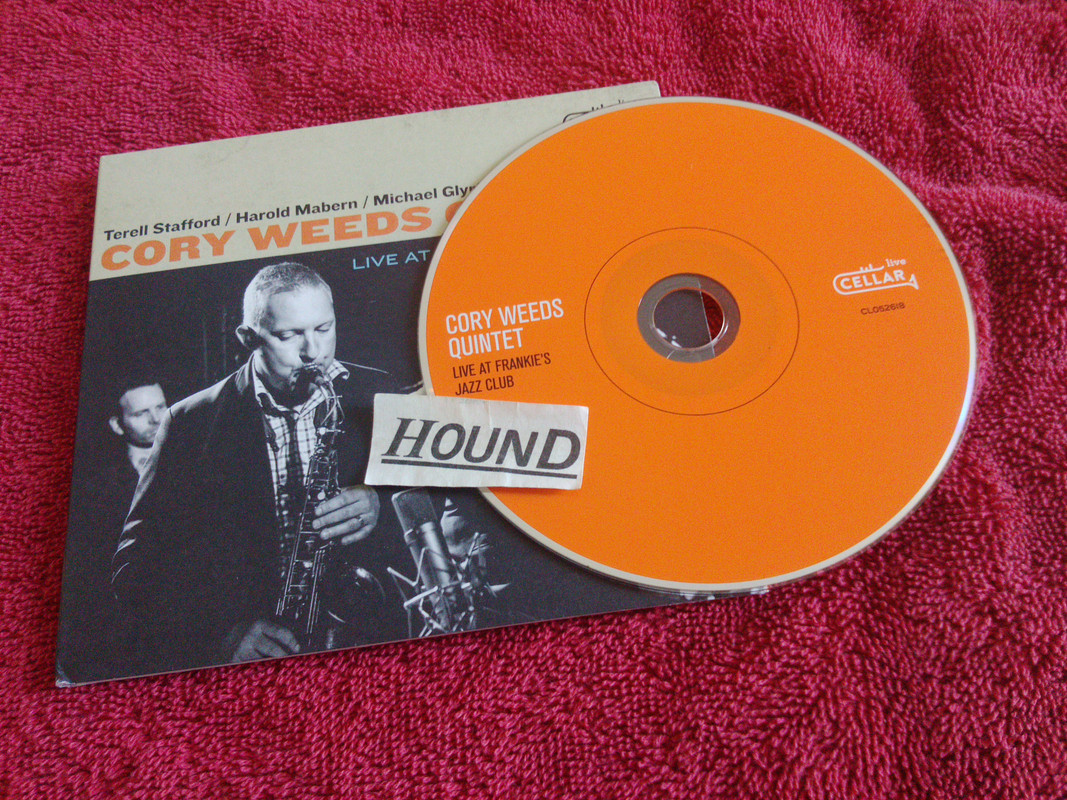 Terell Stafford / Harold Mabern / Michael
CORY WEEDS
LIVE AT
CORY WEEDS
QUINTET
LIVE AT FRANKIE'S
JAZZ CLUB
live
CELLAR
CL052618
HOUND